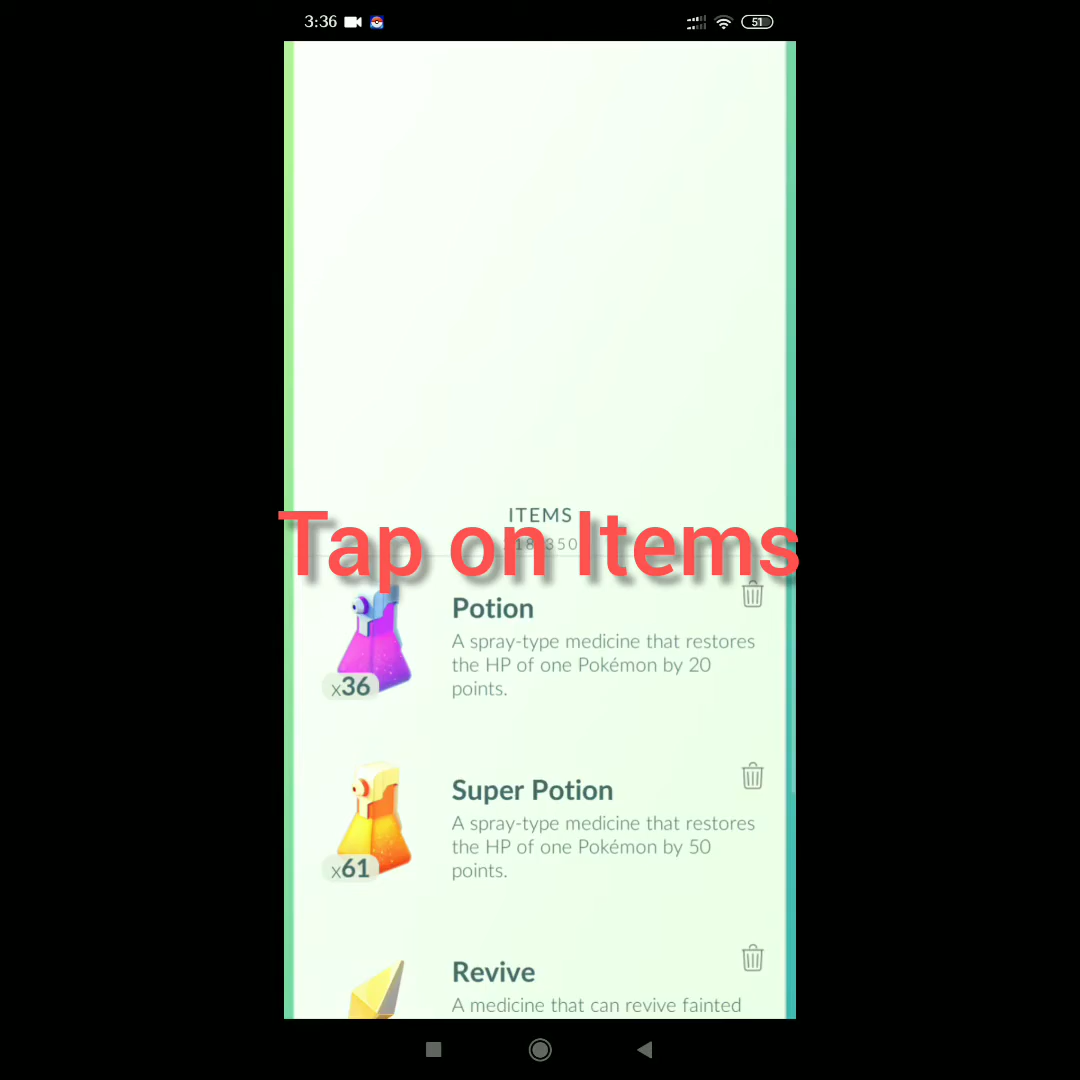 3:36
51
ITEMS
Tap on Items
Potion
A spray-type medicine that restores
the HP of one Pokémon by 20
points.
x36
Super Potion
A spray-type medicine that restores
the HP of one Pokémon by 50
points.
x61
Revive
A medicine that can revive fainted